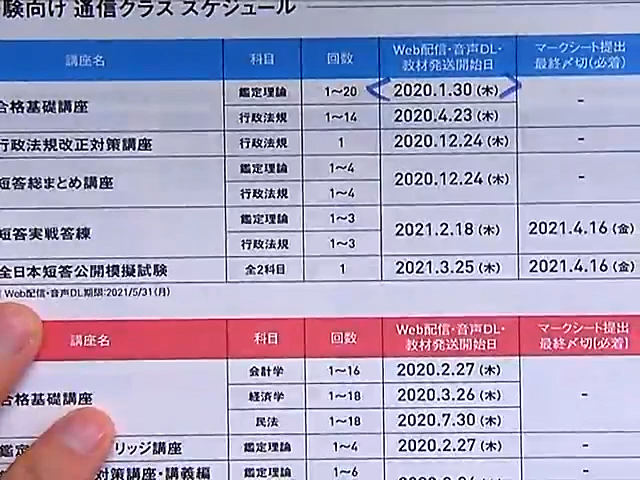 験向け 通信クラス スケジュール
講座名 科目 回数 Web配信・音声DL・教材発送開始日 マークシート提出最終〆切(必着)
合格基礎講座 鑑定理論 1～20 2020.1.30(木) -
行政法規 1～14 2020.4.23(木)
行政法規改正対策講座 行政法規 1 2020.12.24(木) -
短答総まとめ講座 鑑定理論 1～4 2020.12.24(木) -
行政法規 1～4
短答実戦答練 鑑定理論 1～3 2021.2.18(木) 2021.4.16(金)
行政法規 1～3
全日本短答公開模擬試験 全2科目 1 2021.3.25(木) 2021.4.16(金)
Web配信・音声DL期限:2021/5/31(月)
講座名 科目 回数 Web配信・音声DL・教材発送開始日 マークシート提出最終〆切(必着)
合格基礎講座 会計学 1～16 2020.2.27(木) -
経済学 1～18 2020.3.26(木)
民法 1～18 2020.7.30(木)
鑑定 リッジ講座 鑑定理論 1～4 2020.2.27(木) -
対策講座・講義編 鑑定理論 1～6 -